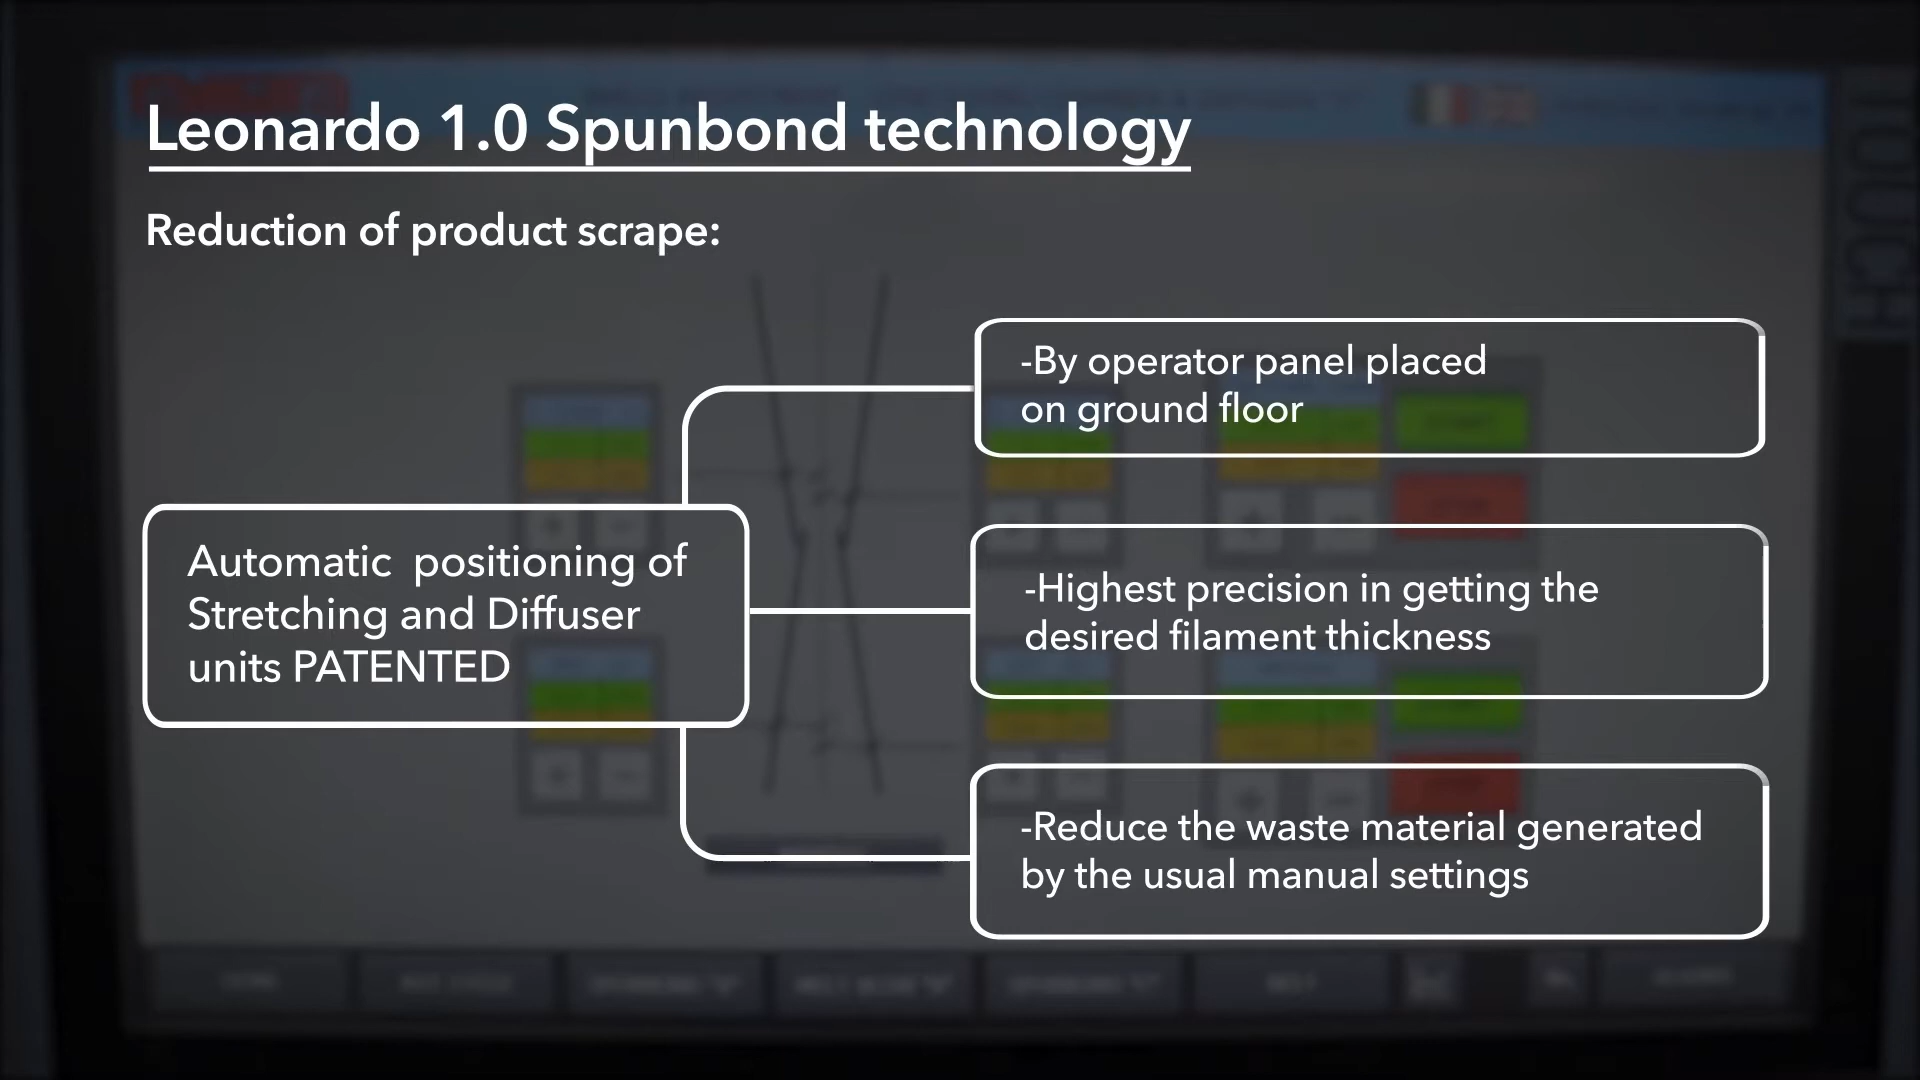 Leonardo 1.0 Spunbond technology
Reduction of product scrape:
-By operator panel placed
on ground floor
Automatic positioning of
Stretching and Diffuser
units PATENTED
-Highest precision in getting the
desired filament thickness
-Reduce the waste material generated
by the usual manual settings